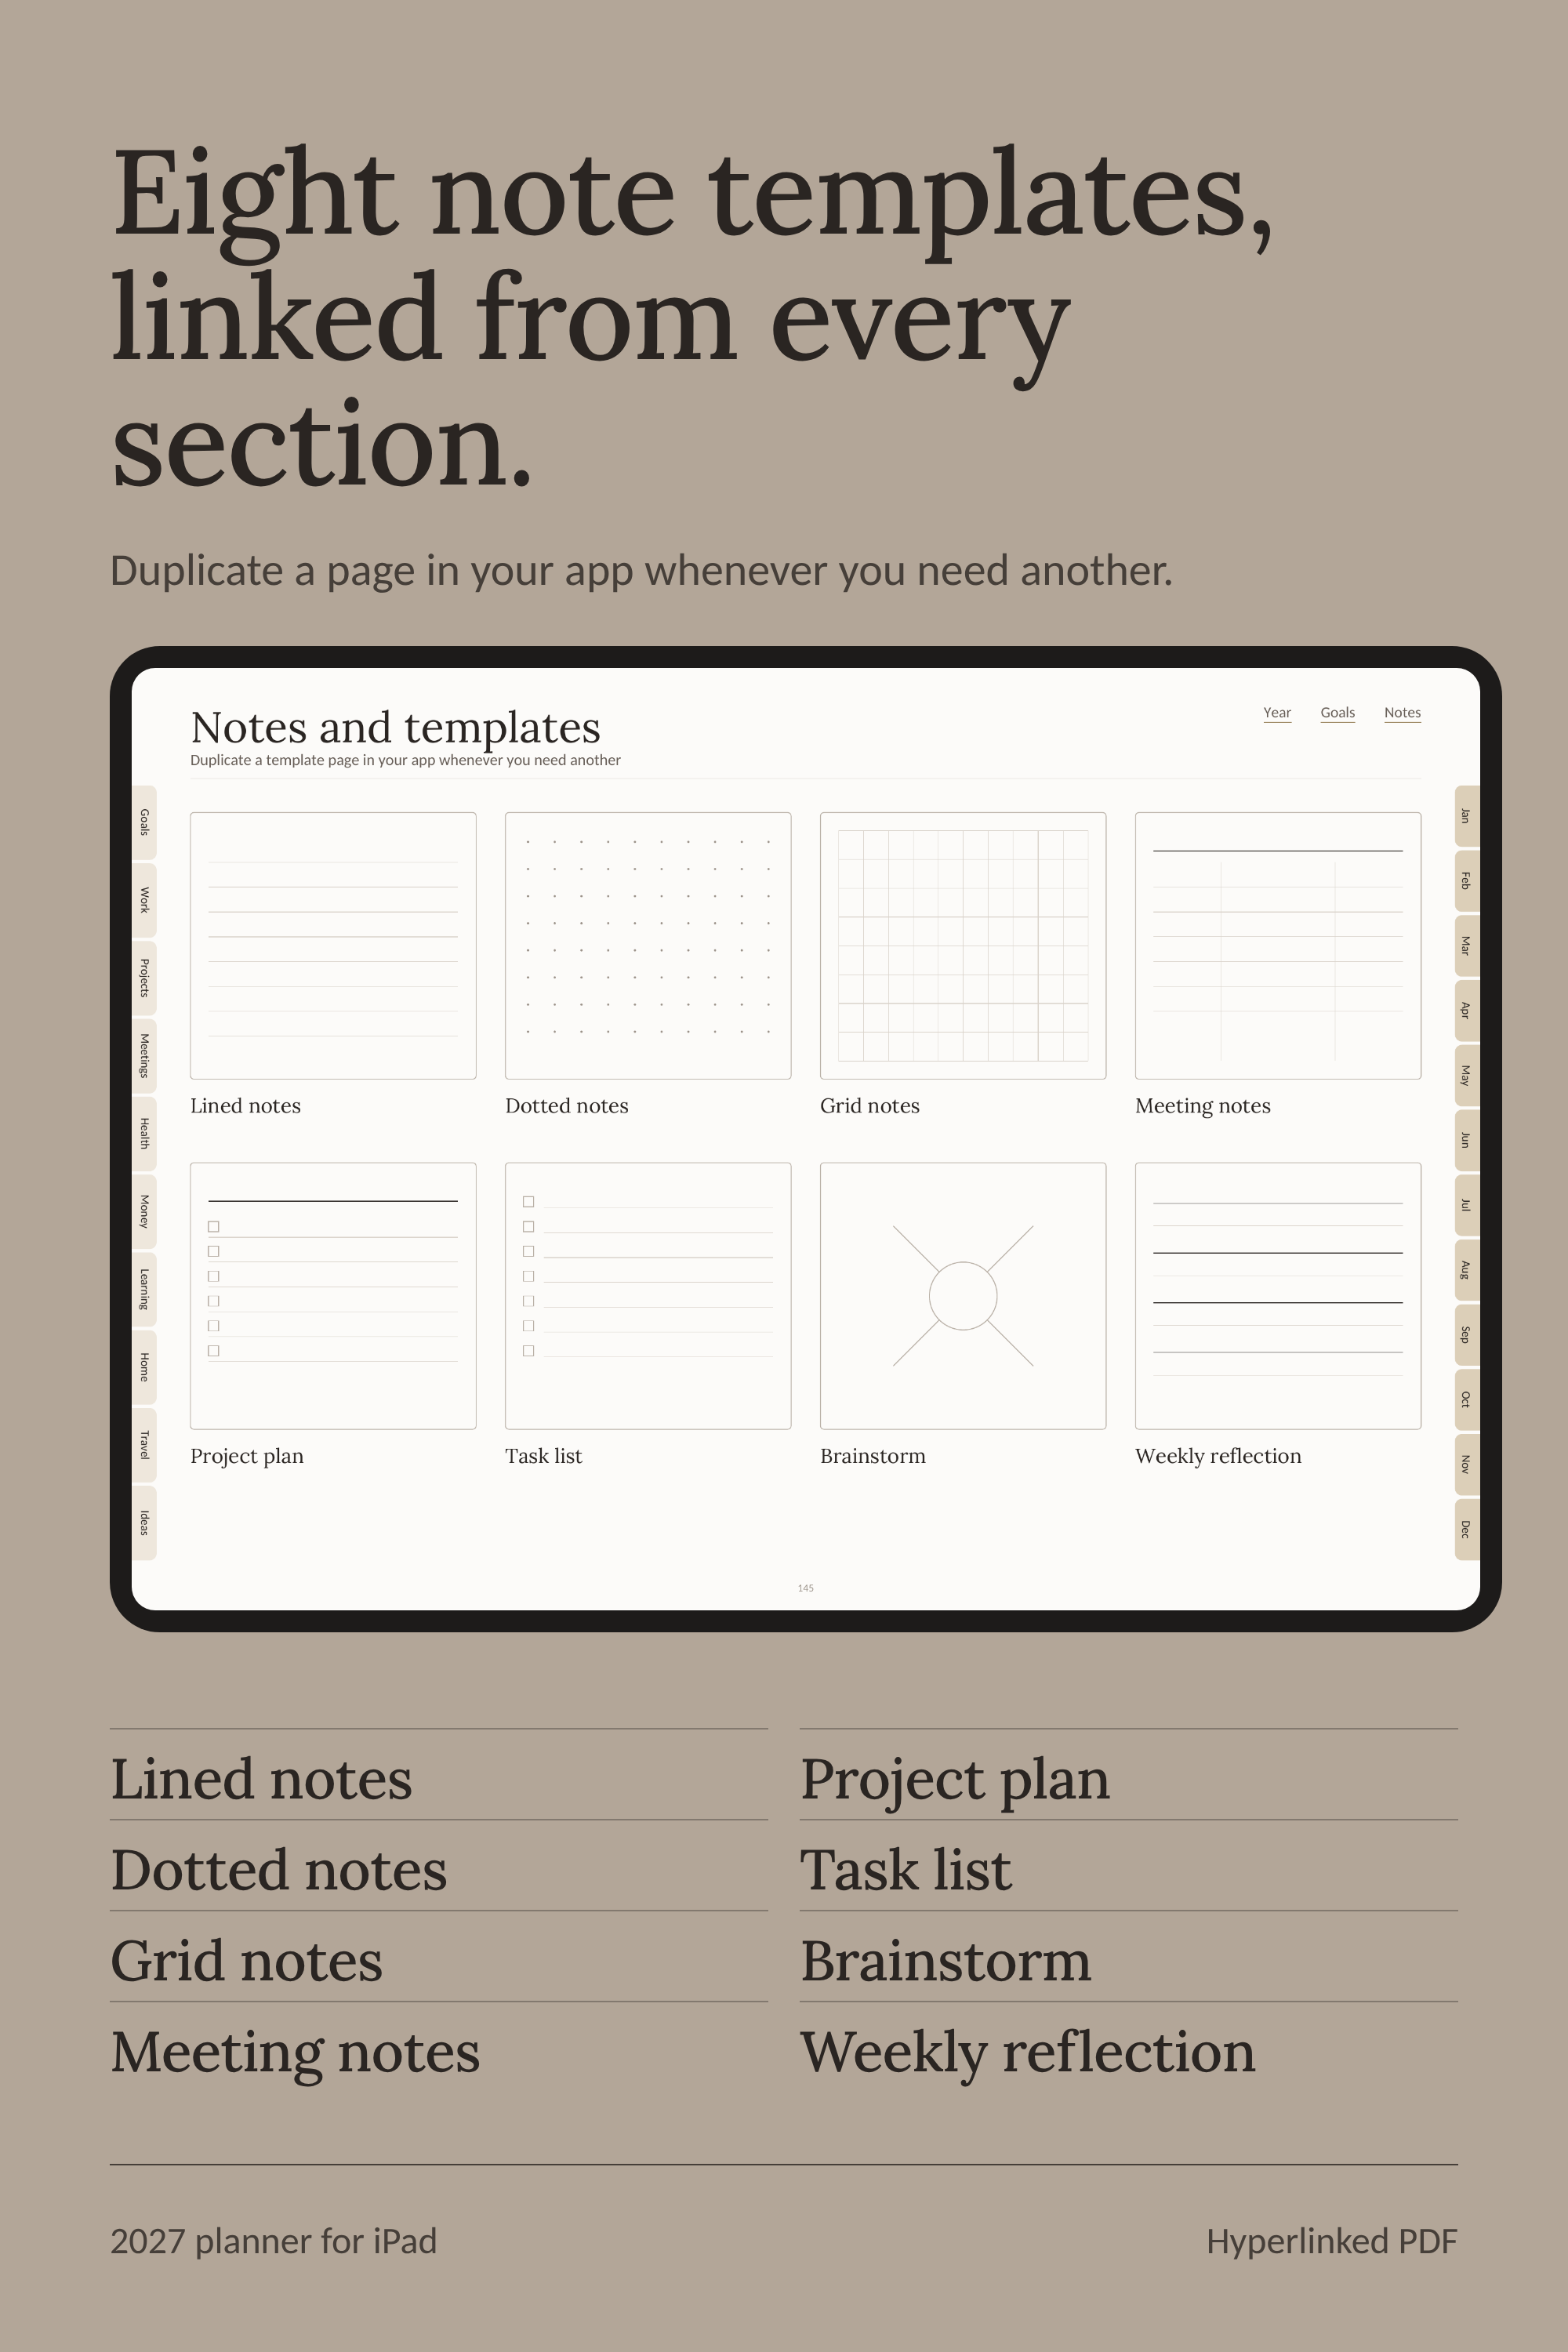 Eight note templates,
linked from every
section.
Duplicate a page in your app whenever you need another.
Notes and templates
Duplicate a template page in your app whenever you need another
Year Goals Notes
Goals
Work
Projects
Meetings
Health
Money
Learning
Home
Travel
Ideas
Lined notes
Dotted notes
Grid notes
Meeting notes
Project plan
Task list
Brainstorm
Weekly reflection
Jan
Feb
Mar
Apr
May
Jun
Jul
Aug
Sep
Oct
Nov
Dec
145
Lined notes
Dotted notes
Grid notes
Meeting notes
Project plan
Task list
Brainstorm
Weekly reflection
2027 planner for iPad
Hyperlinked PDF